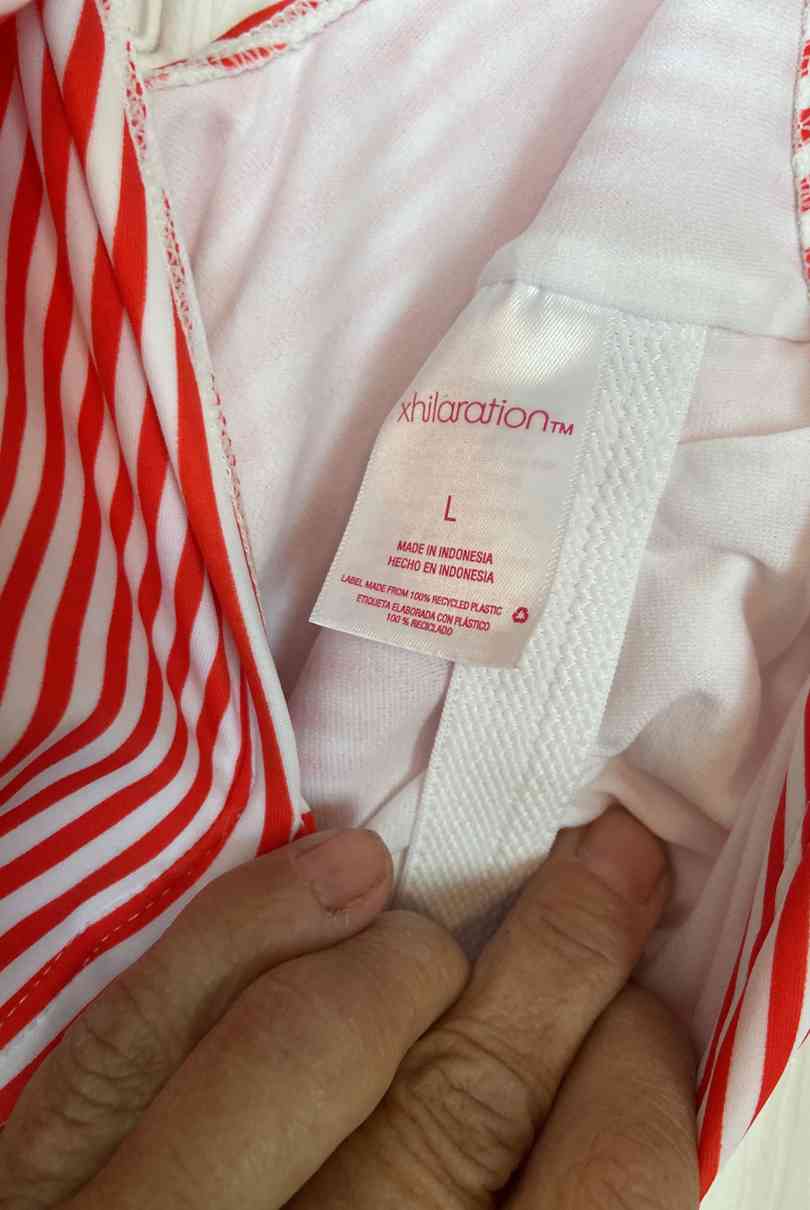 xhilaration™
L
MADE IN INDONESIA
HECHO EN INDONESIA
LABEL MADE FROM 100% RECYCLED PLASTIC
ETIQUETA ELABORADA CON PLÁSTICO
100 % RECICLADO